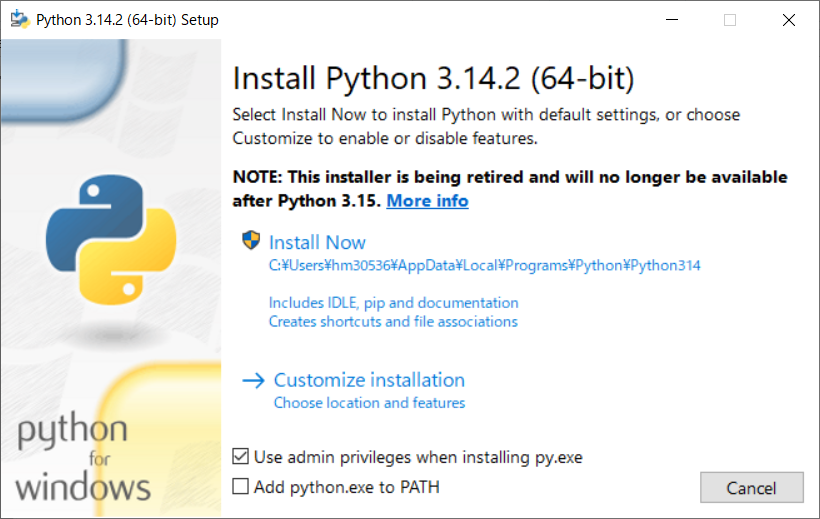 Python 3.14.2 (64-bit) Setup
Install Python 3.14.2 (64-bit)
Select Install Now to install Python with default settings, or choose
Customize to enable or disable features.
NOTE: This installer is being retired and will no longer be available
after Python 3.15. More info
Install Now
C:¥Users¥hm30536¥AppData¥Local¥Programs¥Python¥Python314
Includes IDLE, pip and documentation
Creates shortcuts and file associations
Customize installation
Choose location and features
Use admin privileges when installing py.exe
Add python.exe to PATH
Cancel
python
for
windows